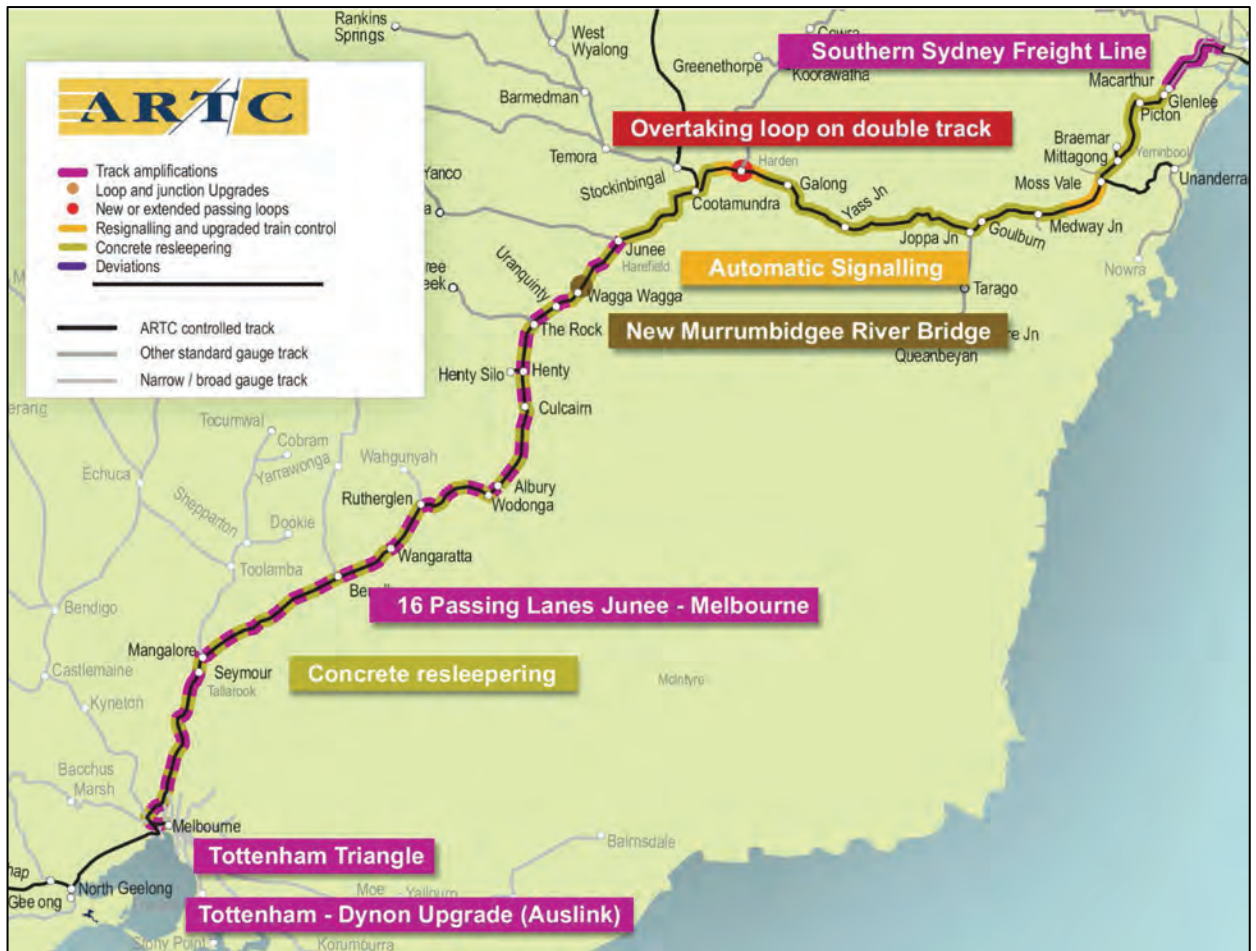 Rankins
Springs
West
Wyalong
Cowra
Greenethorpe
Koorawatha
Southern Sydney Freight Line
Macarthur
Glenlee
Picton
ARTC
Barmedman
Overtaking loop on double track
Braemar
Mittagong
Yerrinbool
Track amplifications
Loop and junction Upgrades
New or extended passing loops
Resignalling and upgraded train control
Concrete resleepering
Deviations
ARTC controlled track
Other standard gauge track
Narrow / broad gauge track
Temora
Harden
Yanco
Stockinbingal
Galong
Moss Vale
Unanderra
Cootamundra
Yass Jn
Joppa Jn
Goulburn
Medway Jn
Junee
Harefield
Automatic Signalling
Nowra
Uranquinty
Wagga Wagga
Tarago
The Rock
New Murrumbidgee River Bridge
Queanbeyan
Henty Silo
Henty
Culcairn
Tocumwal
Cobram
Yarrawonga
Echuca
Wahgunyah
Albury
Wodonga
Rutherglen
Shepparton
Dookie
Wangaratta
Toolamba
Bendigo
16 Passing Lanes Junee - Melbourne
Mangalore
Seymour
Tallarook
Concrete resleepering
McIntyre
Castlemaine
Kyneton
Bacchus
Marsh
Melbourne
Bairnsdale
Tottenham Triangle
North Geelong
Gee ong
Moe
Yallourn
Tottenham - Dynon Upgrade (Auslink)
Stony Point
Korumburra